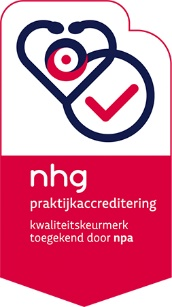 nhg
praktijkaccreditering
kwaliteitskeurmerk
toegekend door npa